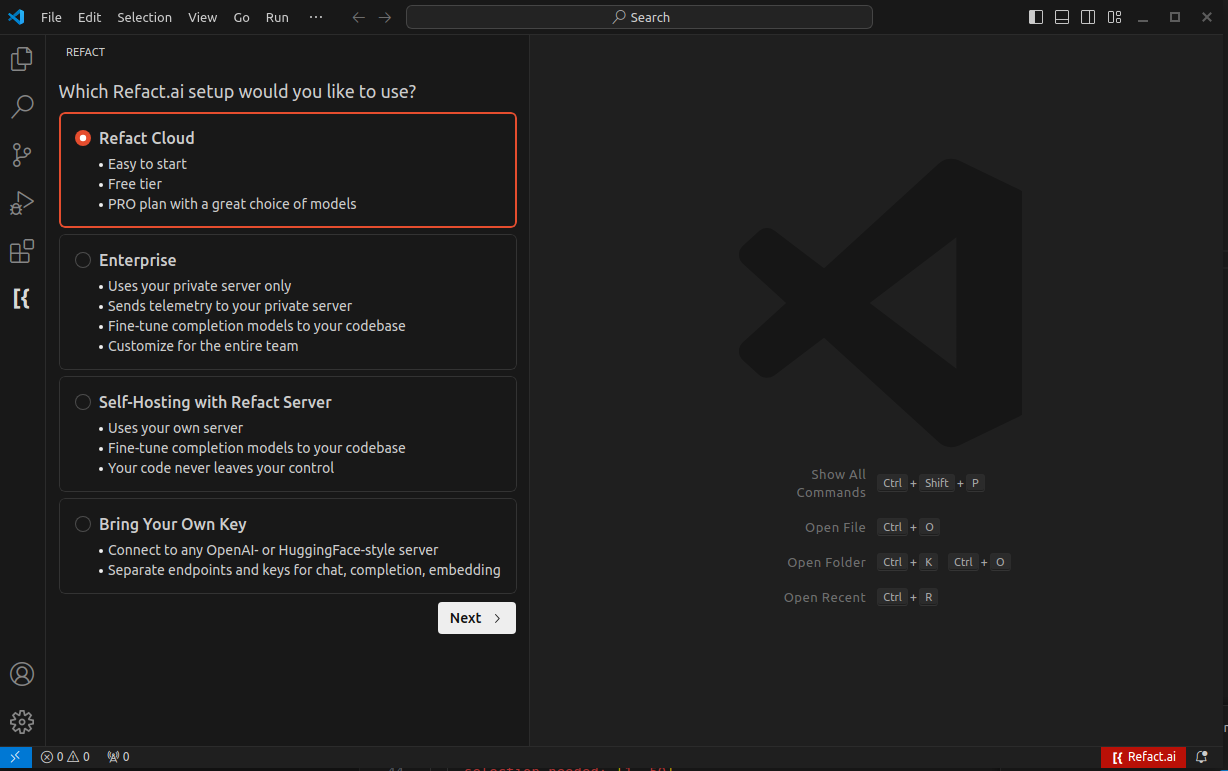 File Edit Selection View Go Run ··· Search
REFACT
Which Refact.ai setup would you like to use?
Refact Cloud
• Easy to start
• Free tier
• PRO plan with a great choice of models
Enterprise
• Uses your private server only
• Sends telemetry to your private server
• Fine-tune completion models to your codebase
• Customize for the entire team
Self-Hosting with Refact Server
• Uses your own server
• Fine-tune completion models to your codebase
• Your code never leaves your control
Bring Your Own Key
• Connect to any OpenAI- or HuggingFace-style server
• Separate endpoints and keys for chat, completion, embedding
Next
Show All
Commands
Ctrl + Shift + P
Open File Ctrl + O
Open Folder Ctrl + K Ctrl + O
Open Recent Ctrl + R
0 0 0 Refact.ai